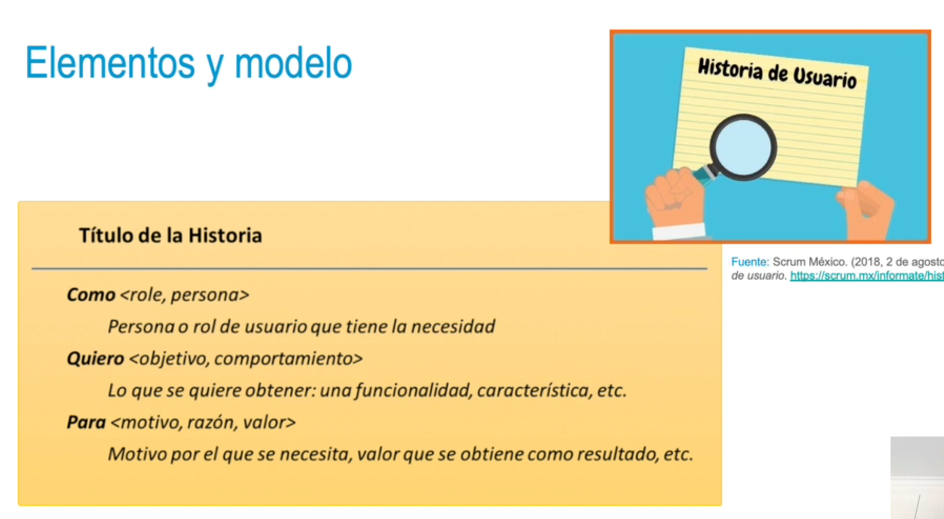 Elementos y modelo
Historia de Usuario
Título de la Historia
Como <role, persona>
Persona o rol de usuario que tiene la necesidad
Quiero <objetivo, comportamiento>
Lo que se quiere obtener: una funcionalidad, característica, etc.
Para <motivo, razón, valor>
Motivo por el que se necesita, valor que se obtiene como resultado, etc.
Fuente: Scrum México. (2018, 2 de agosto
de usuario. https://scrum.mx/informate/hist